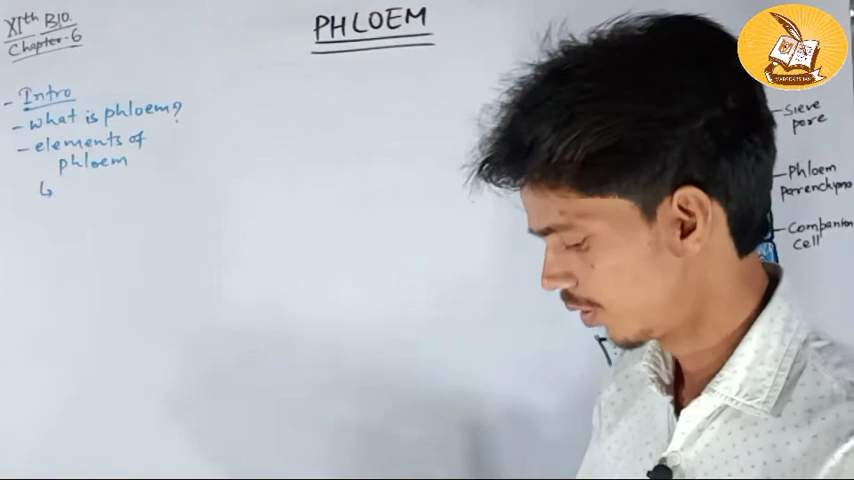 XIth BIO.
Chapter-6
PHLOEM
- Intro
- what is phloem?
- elements of
phloem
Sieve
pore
Phloem
parenchyma
Companion
cell